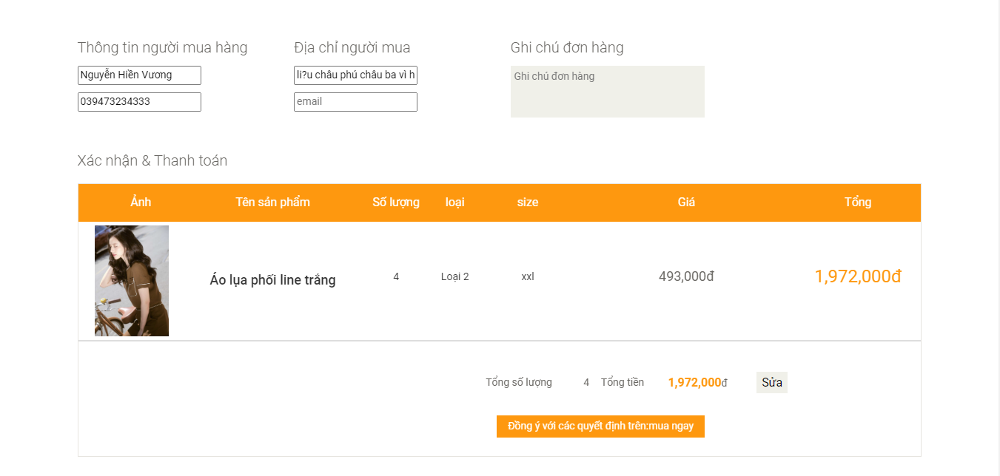 Thông tin người mua hàng
Địa chỉ người mua
Ghi chú đơn hàng
Nguyễn Hiền Vương
li?u châu phú châu ba vì h
Ghi chú đơn hàng
039473234333
email
Xác nhận & Thanh toán
Ảnh Tên sản phẩm Số lượng loại size Giá Tổng
Áo lụa phối line trắng 4 Loại 2 xxl 493,000đ 1,972,000đ
Tổng số lượng 4 Tổng tiền 1,972,000đ Sửa
Đồng ý với các quyết định trên:mua ngay